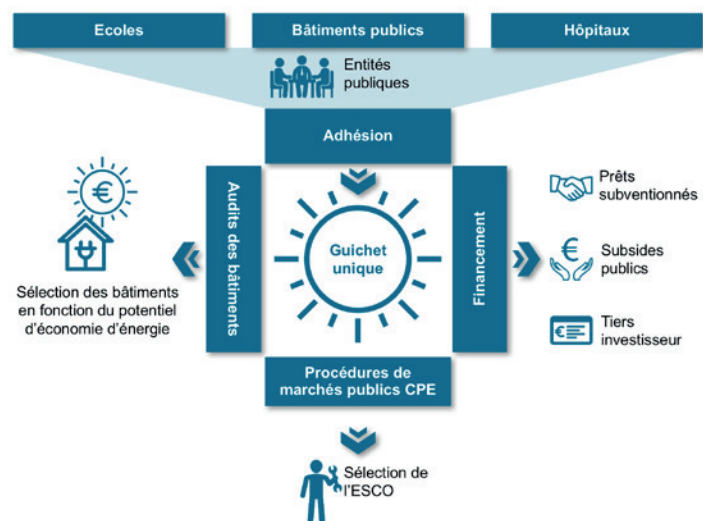 Ecoles
Bâtiments publics
Hôpitaux
Entités
publiques
Adhésion
Audits des bâtiments
Guichet
unique
Financement
Sélection des bâtiments
en fonction du potentiel
d'économie d'énergie
€
Prêts
subventionnés
€
Subsides
publics
€
Tiers
investisseur
Procédures de
marchés publics CPE
Sélection de
l'ESCO